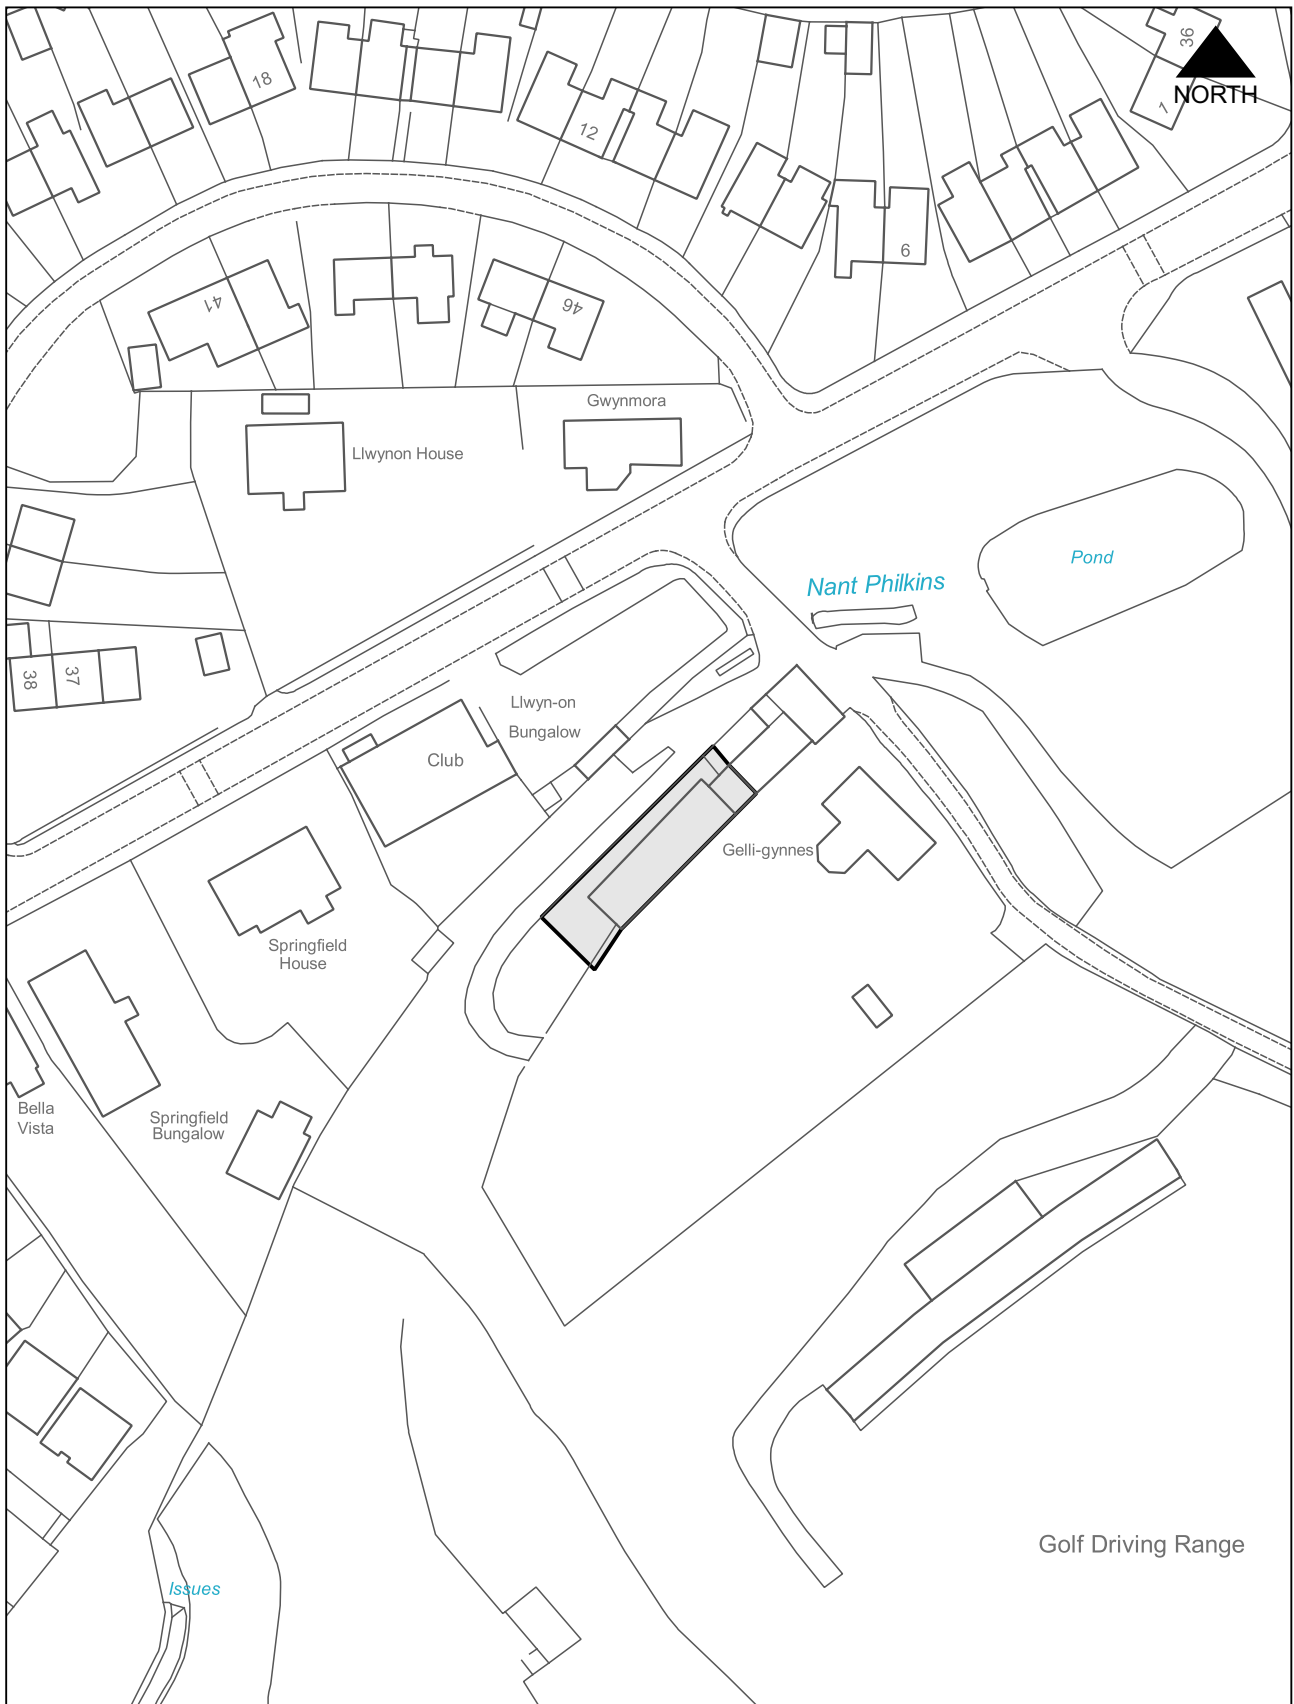 36
NORTH
7
18
12
6
41
46
Gwynmora
Llwynon House
Pond
Nant Philkins
38
37
Llwyn-on
Bungalow
Club
Gelli-gynnes
Springfield
House
Bella
Vista
Springfield
Bungalow
Golf Driving Range
Issues